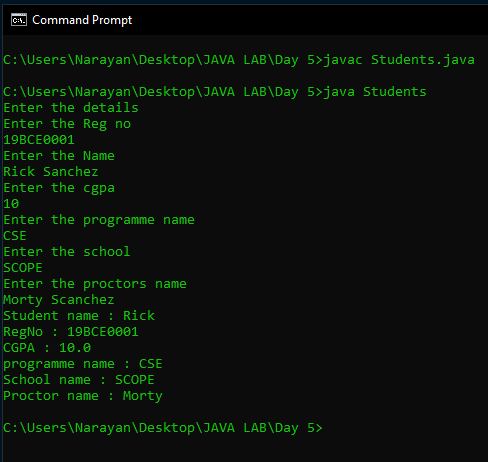 Command Prompt
C:\Users\Narayan\Desktop\JAVA LAB\Day 5>javac Students.java
C:\Users\Narayan\Desktop\JAVA LAB\Day 5>java Students
Enter the details
Enter the Reg no
19BCE0001
Enter the Name
Rick Sanchez
Enter the cgpa
10
Enter the programme name
CSE
Enter the school
SCOPE
Enter the proctors name
Morty Scanchez
Student name : Rick
RegNo : 19BCE0001
CGPA : 10.0
programme name : CSE
School name : SCOPE
Proctor name : Morty
C:\Users\Narayan\Desktop\JAVA LAB\Day 5>